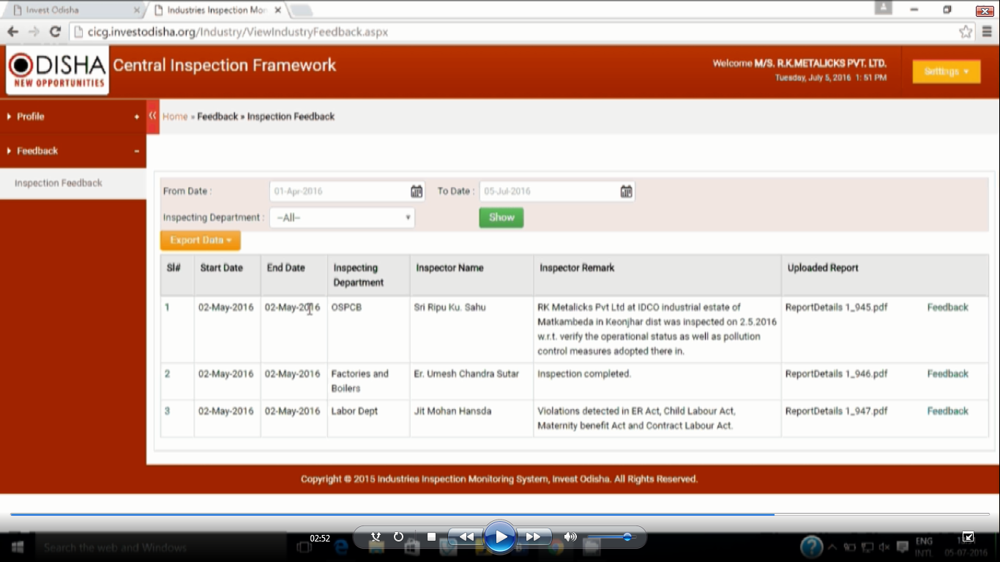 Invest Odisha
Industries Inspection Mon
cicg.investodisha.org/Industry/ViewIndustryFeedback.aspx
ODISHA
NEW OPPORTUNITIES
Central Inspection Framework
Welcome M/S. R.K.METALICKS PVT. LTD.
Tuesday, July 5, 2016 1: 51 PM
Settings
Profile +
Feedback -
Inspection Feedback
Home » Feedback » Inspection Feedback
From Date : 01-Apr-2016 To Date : 05-Jul-2016
Inspecting Department : --All-- Show
Export Data
Sl# Start Date End Date Inspecting Department Inspector Name Inspector Remark Uploaded Report
1 02-May-2016 02-May-2016 OSPCB Sri Ripu Ku. Sahu RK Metalicks Pvt Ltd at IDCO industrial estate of
Matkambeda in Keonjhar dist was inspected on 2.5.2016
w.r.t. verify the operational status as well as pollution
control measures adopted there in.
ReportDetails 1_945.pdf Feedback
2 02-May-2016 02-May-2016 Factories and
Boilers
Er. Umesh Chandra Sutar Inspection completed. ReportDetails 1_946.pdf Feedback
3 02-May-2016 02-May-2016 Labor Dept Jit Mohan Hansda Violations detected in ER Act, Child Labour Act,
Maternity benefit Act and Contract Labour Act.
ReportDetails 1_947.pdf Feedback
Copyright © 2015 Industries Inspection Monitoring System, Invest Odisha. All Rights Reserved.
02:52
Search the web and Windows
ENG
INTL
05-07-2016